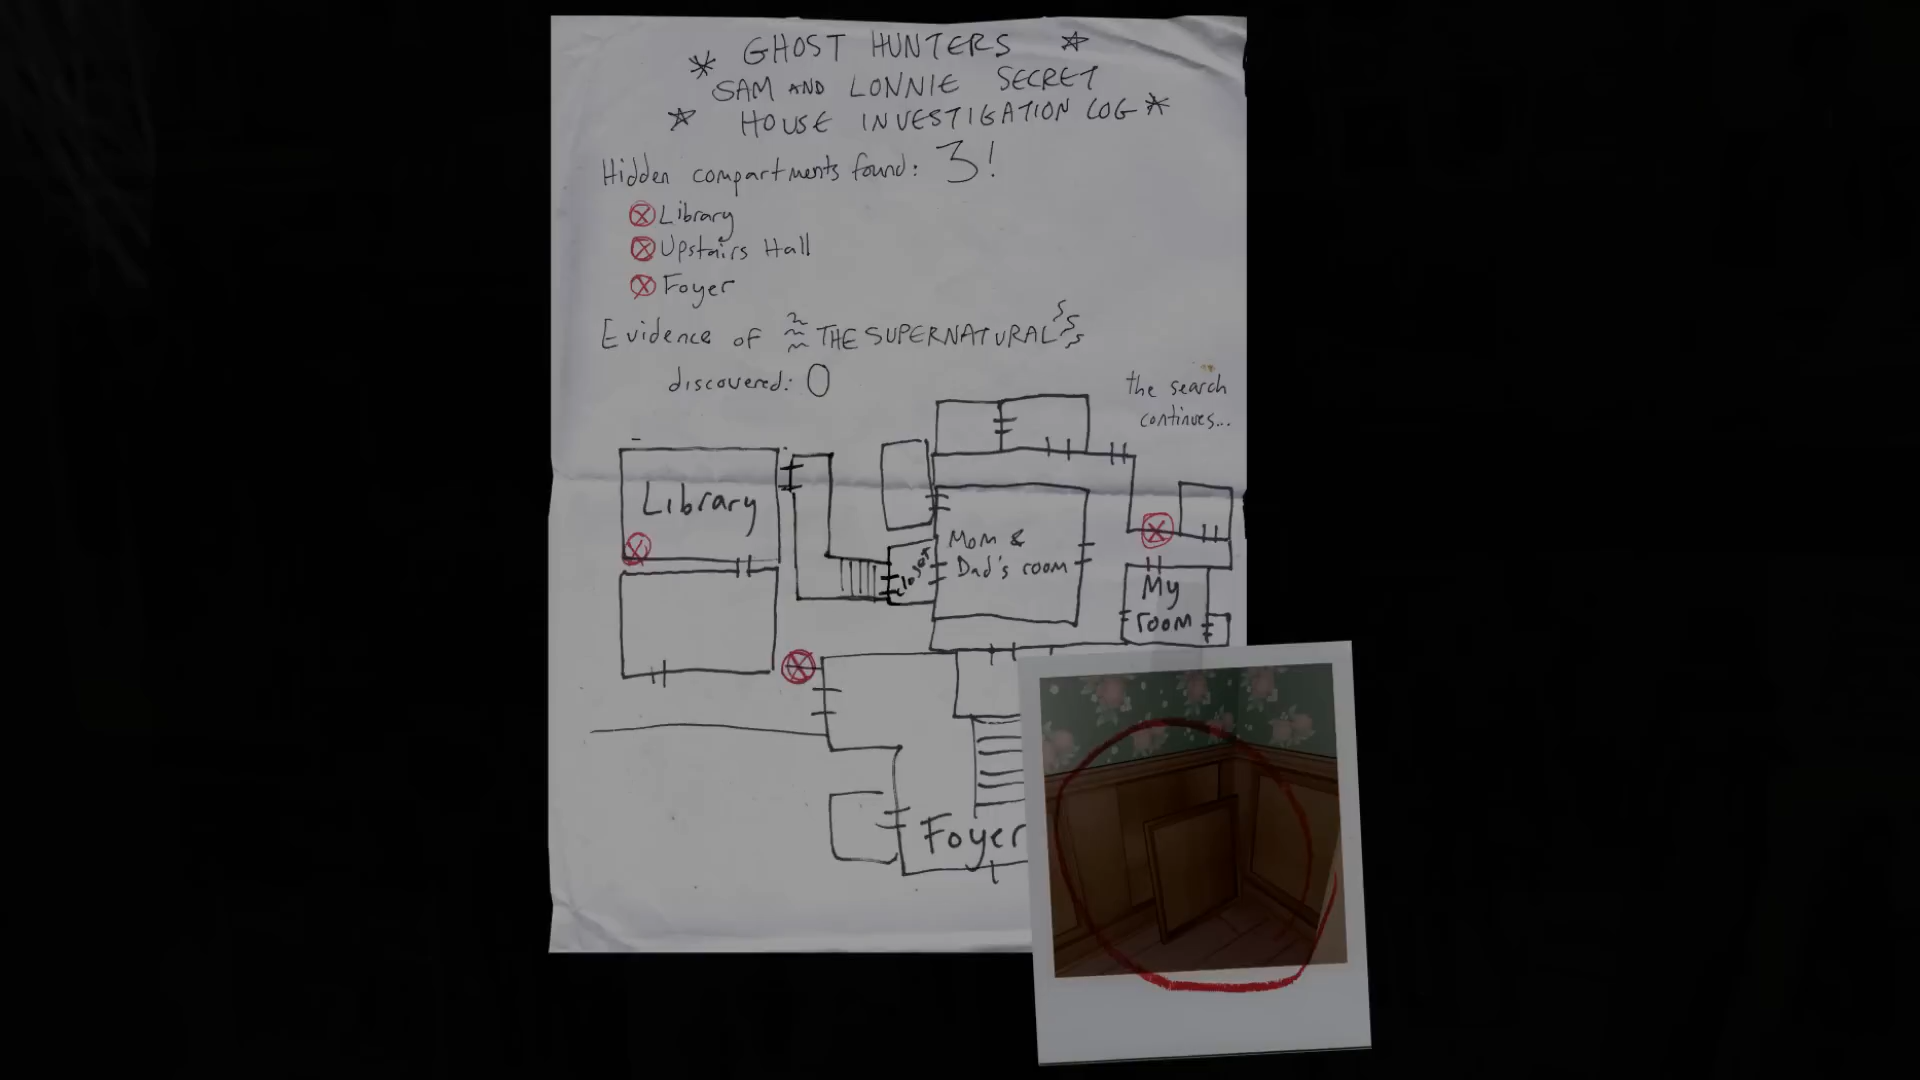 GHOST HUNTERS
SAM AND LONNIE SECRET
HOUSE INVESTIGATION LOG
Hidden compartments found: 3!
Library
Upstairs Hall
Foyer
Evidence of THE SUPERNATURAL
discovered: 0
the search
continues...
Library
Closet
Mom &
Dad's room
My
room
Foyer